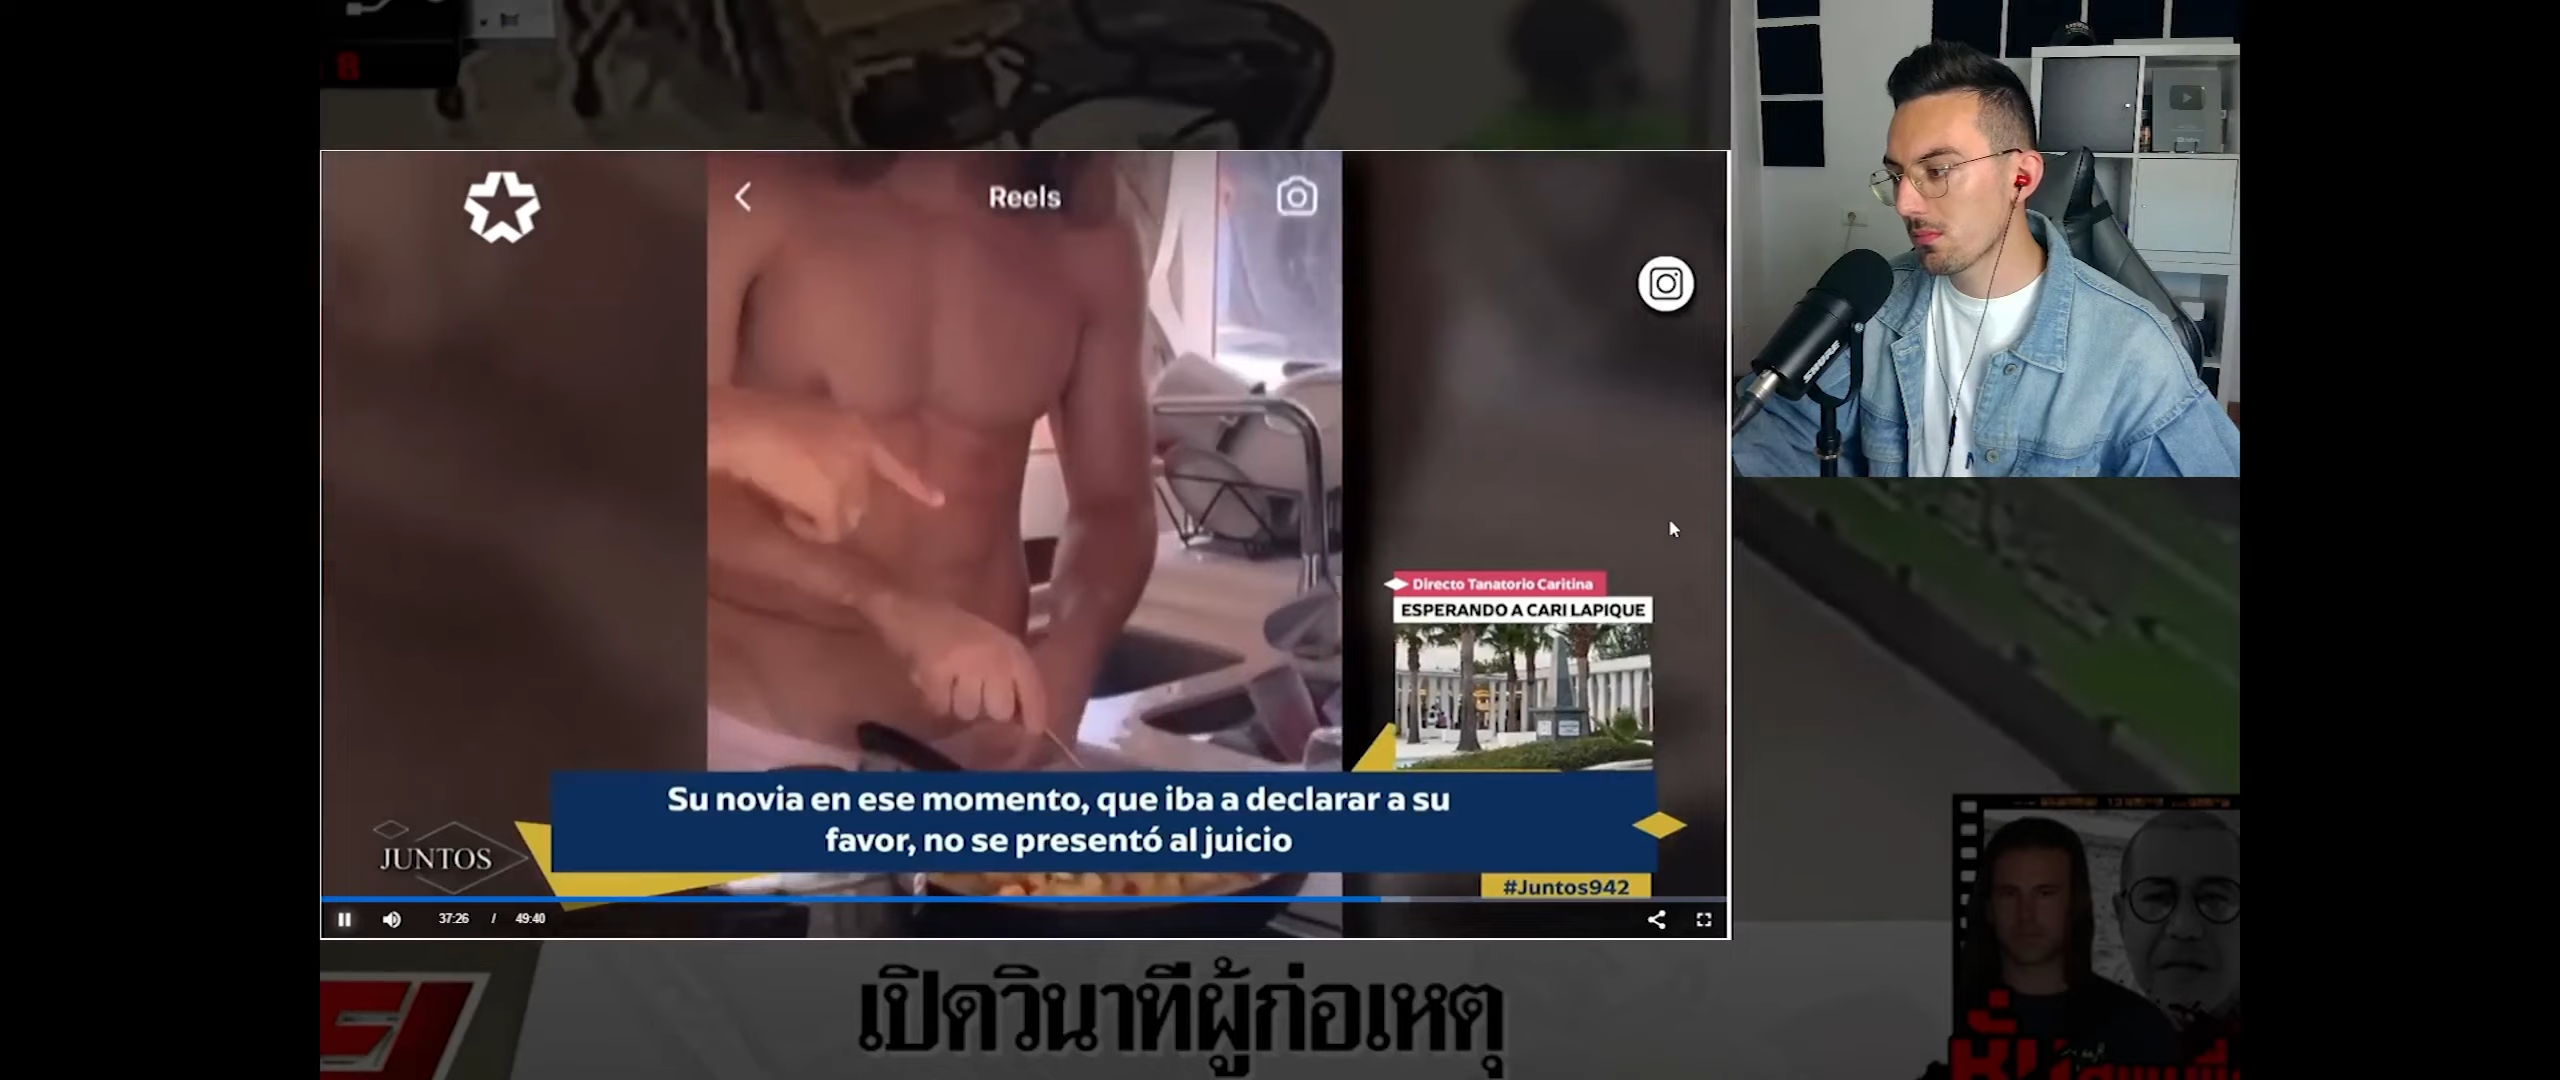 B
Reels
Directo Tanatorio Caritina
ESPERANDO A CARI LAPIQUE
SHURE
Su novia en ese momento, que iba a declarar a su
favor, no se presentó al juicio
JUNTOS
#Juntos942
37:26 / 49:40
เปิดวินาทีผู้ก่อเหตุ